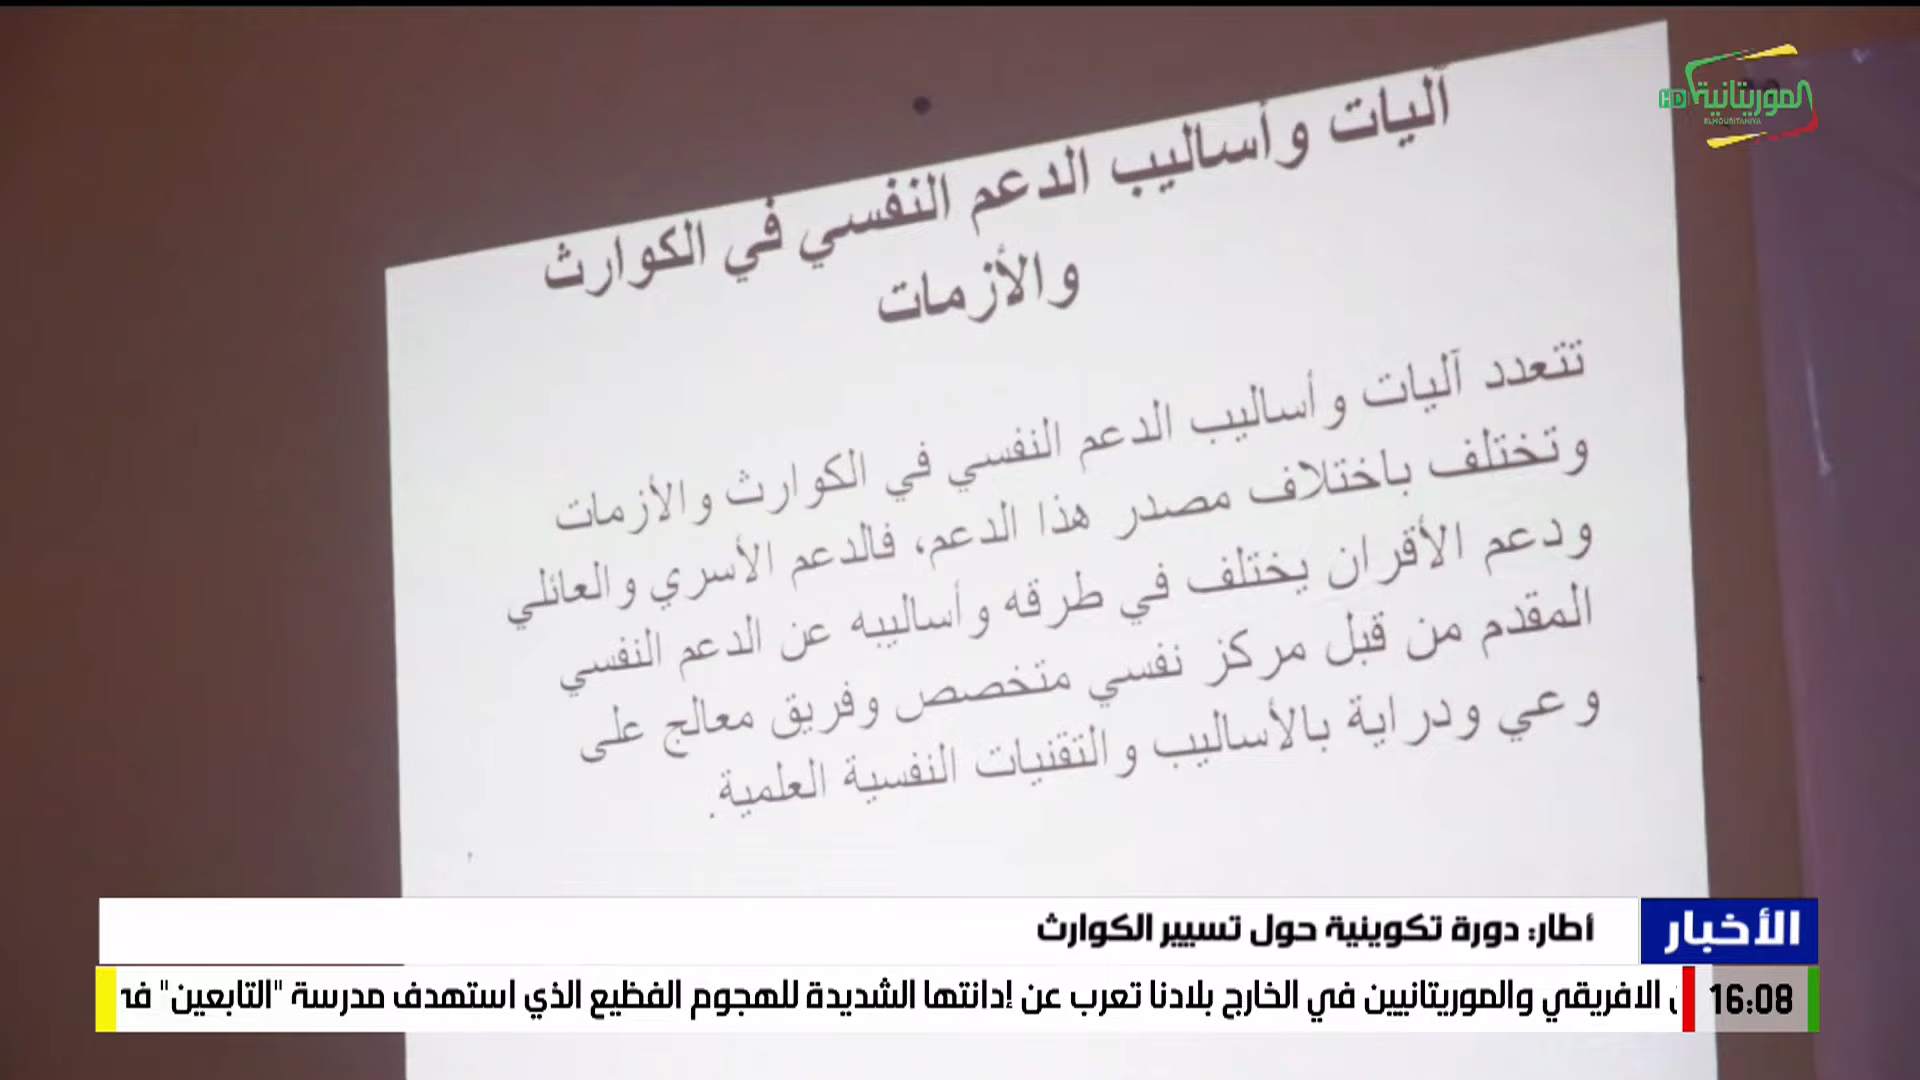 الموريتانية HD
ELMOURITANIYA
آليات وأساليب الدعم النفسي في الكوارث
والأزمات
تتعدد آليات وأساليب الدعم النفسي في الكوارث والأزمات
وتختلف باختلاف مصدر هذا الدعم، فالدعم الأسري والعائلي
ودعم الأقران يختلف في طرقه وأساليبه عن الدعم النفسي
المقدم من قبل مركز نفسي متخصص وفريق معالج على
وعي ودراية بالأساليب والتقنيات النفسية العلمية.
الأخبار
أطار: دورة تكوينية حول تسيير الكوارث
16:08
الافريقي والموريتانيين في الخارج بلادنا تعرب عن إدانتها الشديدة للهجوم الفظيع الذي استهدف مدرسة "التابعين"